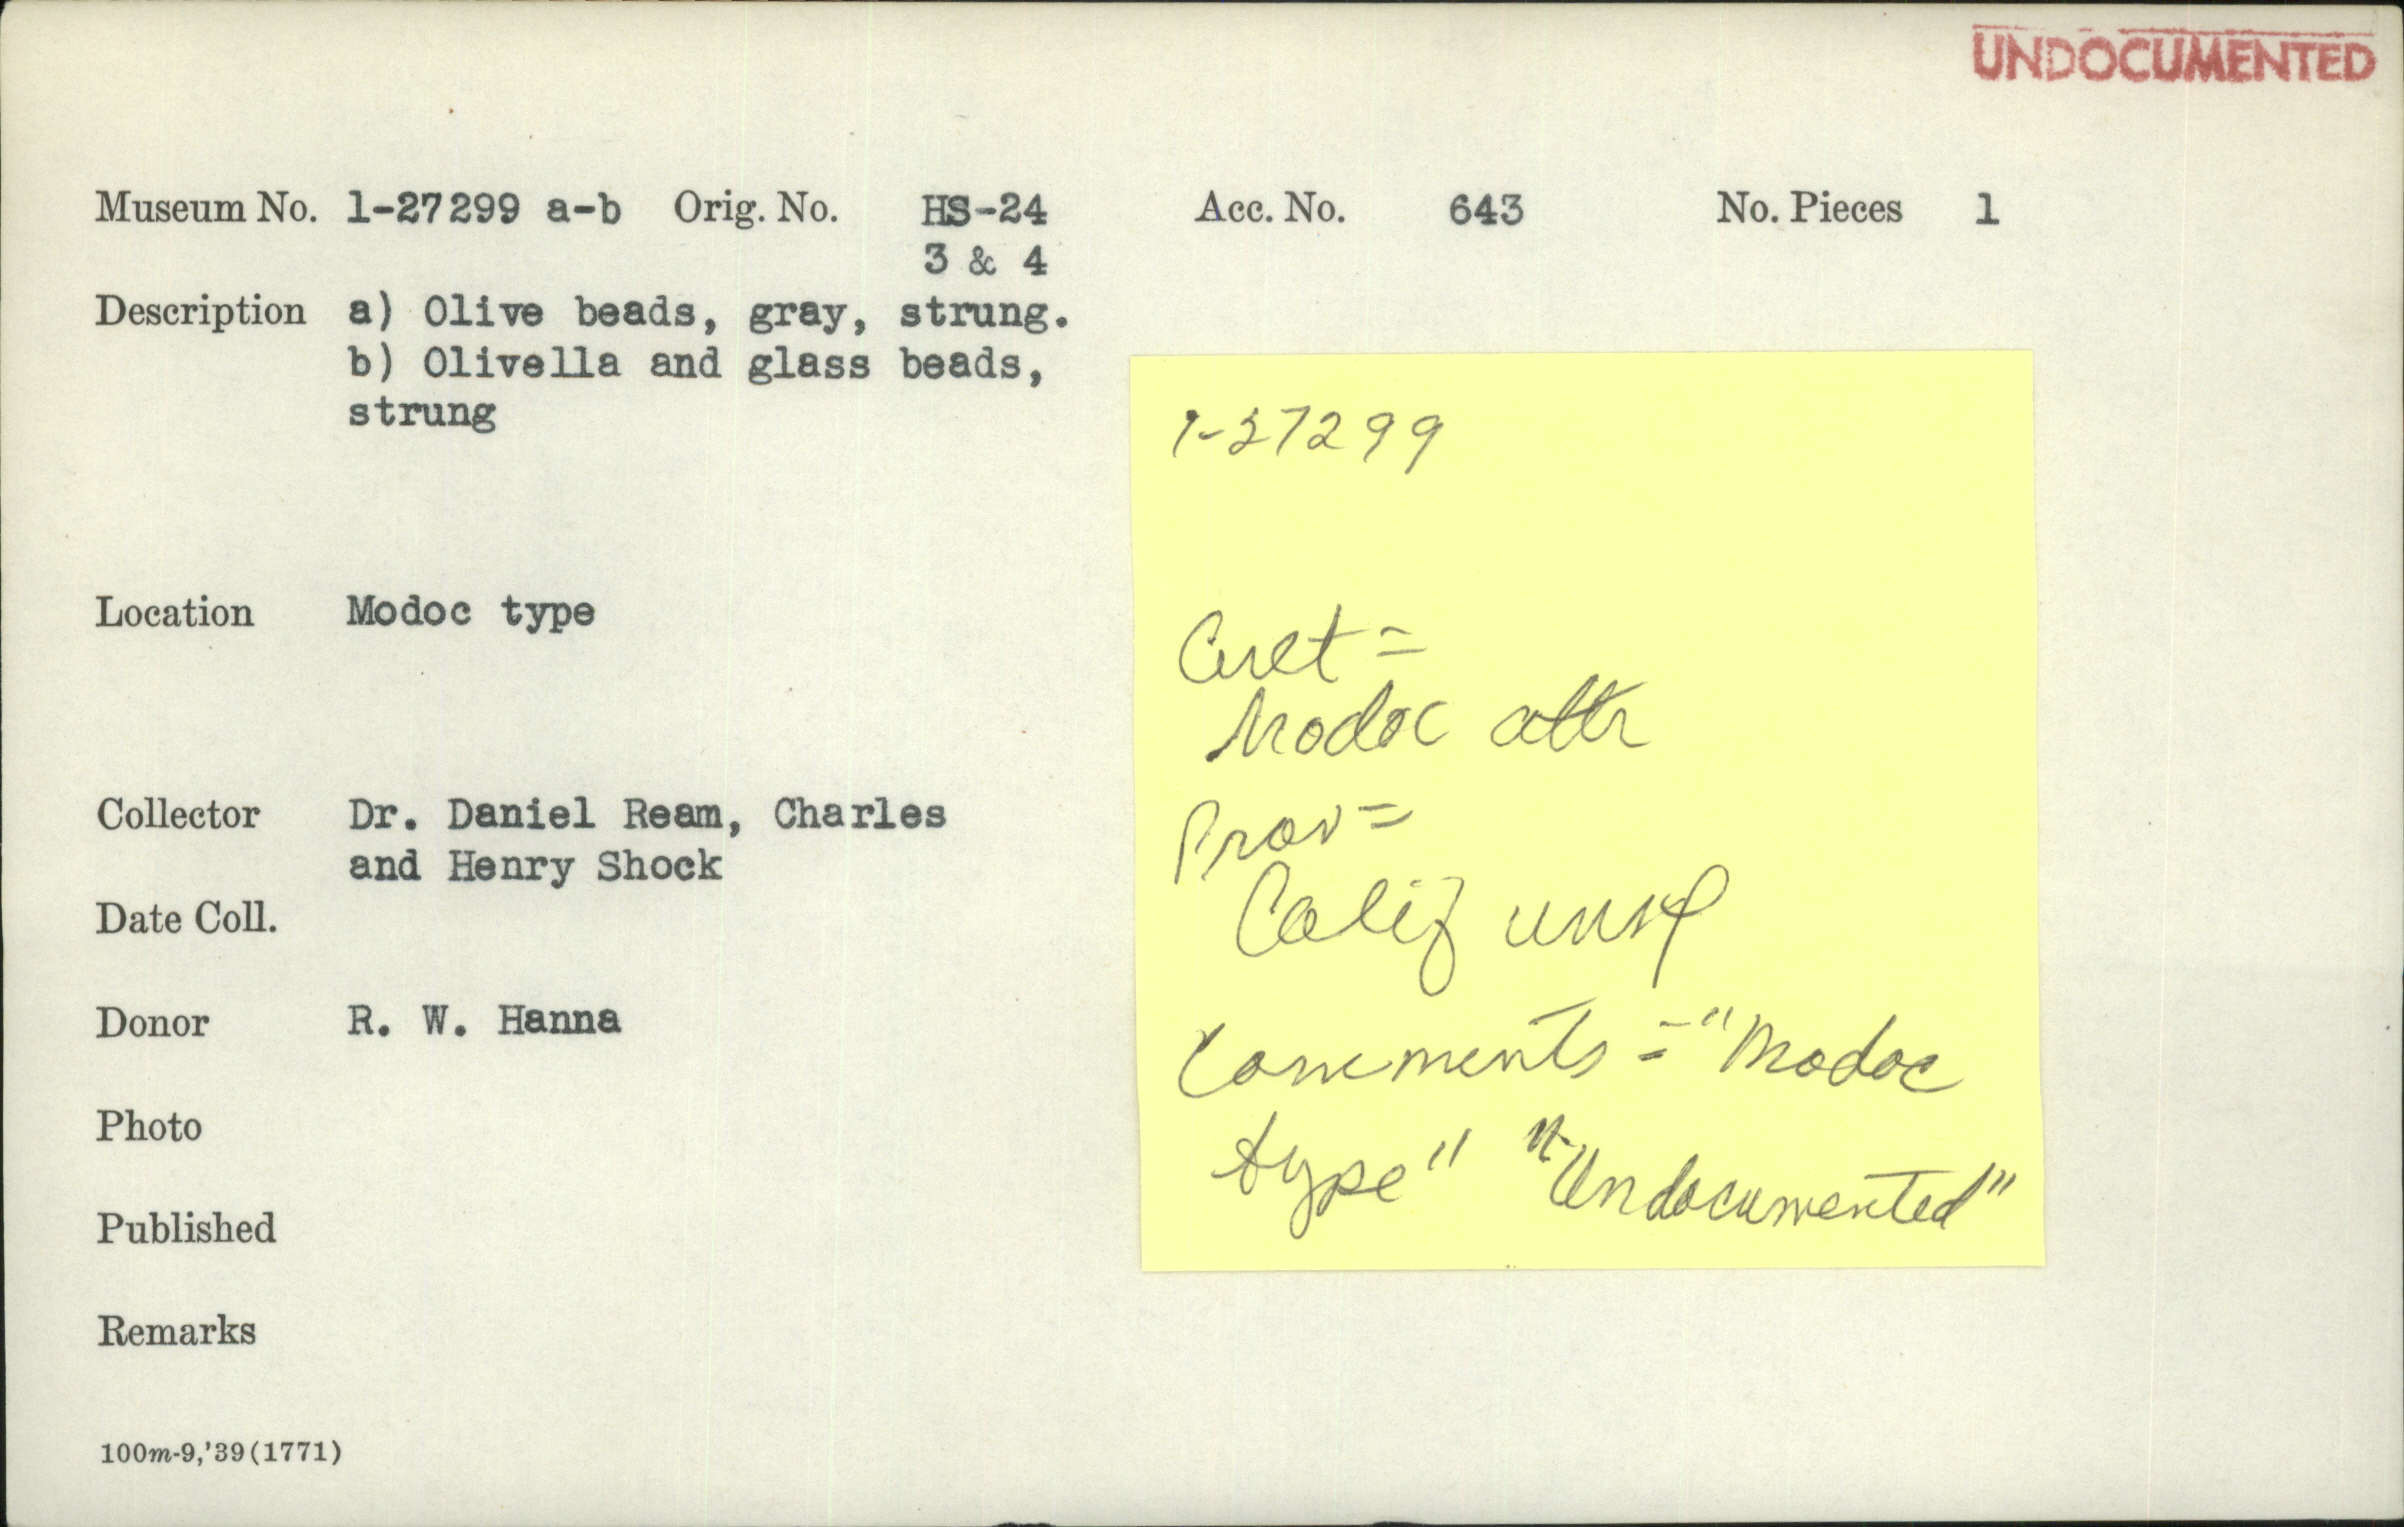 UNDOCUMENTED
Museum No. 1-27299 a-b Orig. No. HS-24 Acc. No. 643 No. Pieces 1
3 & 4
Description a) Olive beads, gray, strung.
b) Olivella and glass beads,
strung
Location Modoc type
Collector Dr. Daniel Ream, Charles
and Henry Shock
Date Coll.
Donor R. W. Hanna
Photo
Published
Remarks
100m-9,'39(1771)
1-27299
Cult =
Modoc attr
Prov =
Calif unsp
Comments = "Modoc
type" "Undocumented"